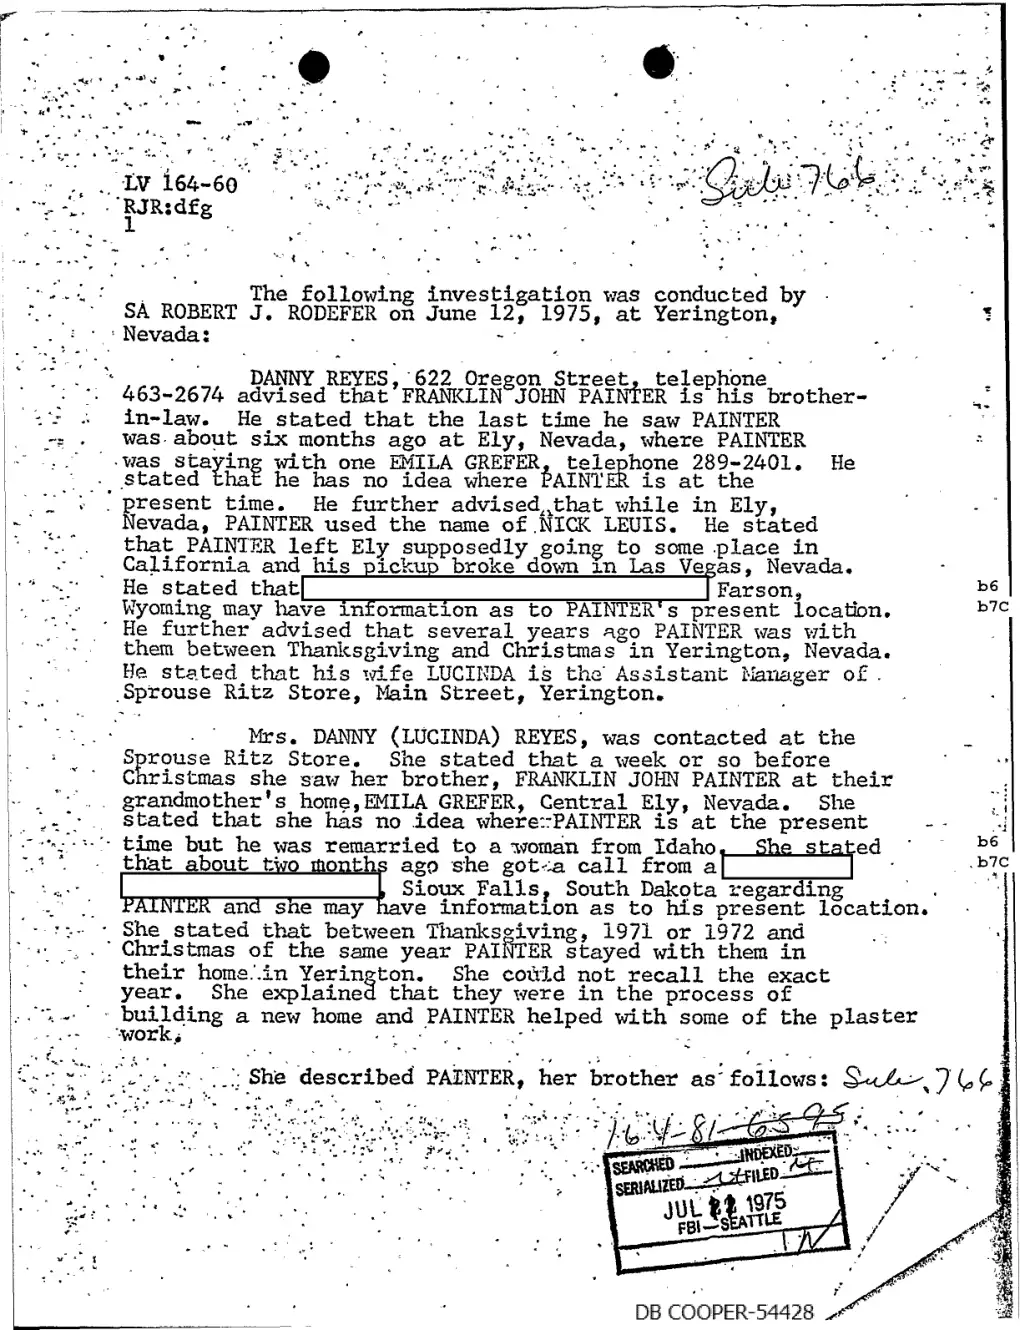 LV 164-60
RJR:dfg
1
Sub 766
The following investigation was conducted by
SA ROBERT J. RODEFER on June 12, 1975, at Yerington,
Nevada:
DANNY REYES, 622 Oregon Street, telephone
463-2674 advised that FRANKLIN JOHN PAINTER is his brother-
in-law. He stated that the last time he saw PAINTER
was about six months ago at Ely, Nevada, where PAINTER
was staying with one EMILA GREFER, telephone 289-2401. He
stated that he has no idea where PAINTER is at the
present time. He further advised that while in Ely,
Nevada, PAINTER used the name of NICK LEUIS. He stated
that PAINTER left Ely supposedly going to some place in
California and his pickup broke down in Las Vegas, Nevada.
He stated that Farson,
b6
Wyoming may have information as to PAINTER's present location.
b7C
He further advised that several years ago PAINTER was with
them between Thanksgiving and Christmas in Yerington, Nevada.
He stated that his wife LUCINDA is the Assistant Manager of
Sprouse Ritz Store, Main Street, Yerington.
Mrs. DANNY (LUCINDA) REYES, was contacted at the
Sprouse Ritz Store. She stated that a week or so before
Christmas she saw her brother, FRANKLIN JOHN PAINTER at their
grandmother's home, EMILA GREFER, Central Ely, Nevada. She
stated that she has no idea where PAINTER is at the present
time but he was remarried to a woman from Idaho. She stated
b6
that about two months ago she got a call from a
b7C
, Sioux Falls, South Dakota regarding
PAINTER and she may have information as to his present location.
She stated that between Thanksgiving, 1971 or 1972 and
Christmas of the same year PAINTER stayed with them in
their home in Yerington. She could not recall the exact
year. She explained that they were in the process of
building a new home and PAINTER helped with some of the plaster
work.
She described PAINTER, her brother as follows:
Sub. 766
164-81-6595
SEARCHED INDEXED
SERIALIZED FILED
JUL 1975
FBI—SEATTLE
DB COOPER-54428